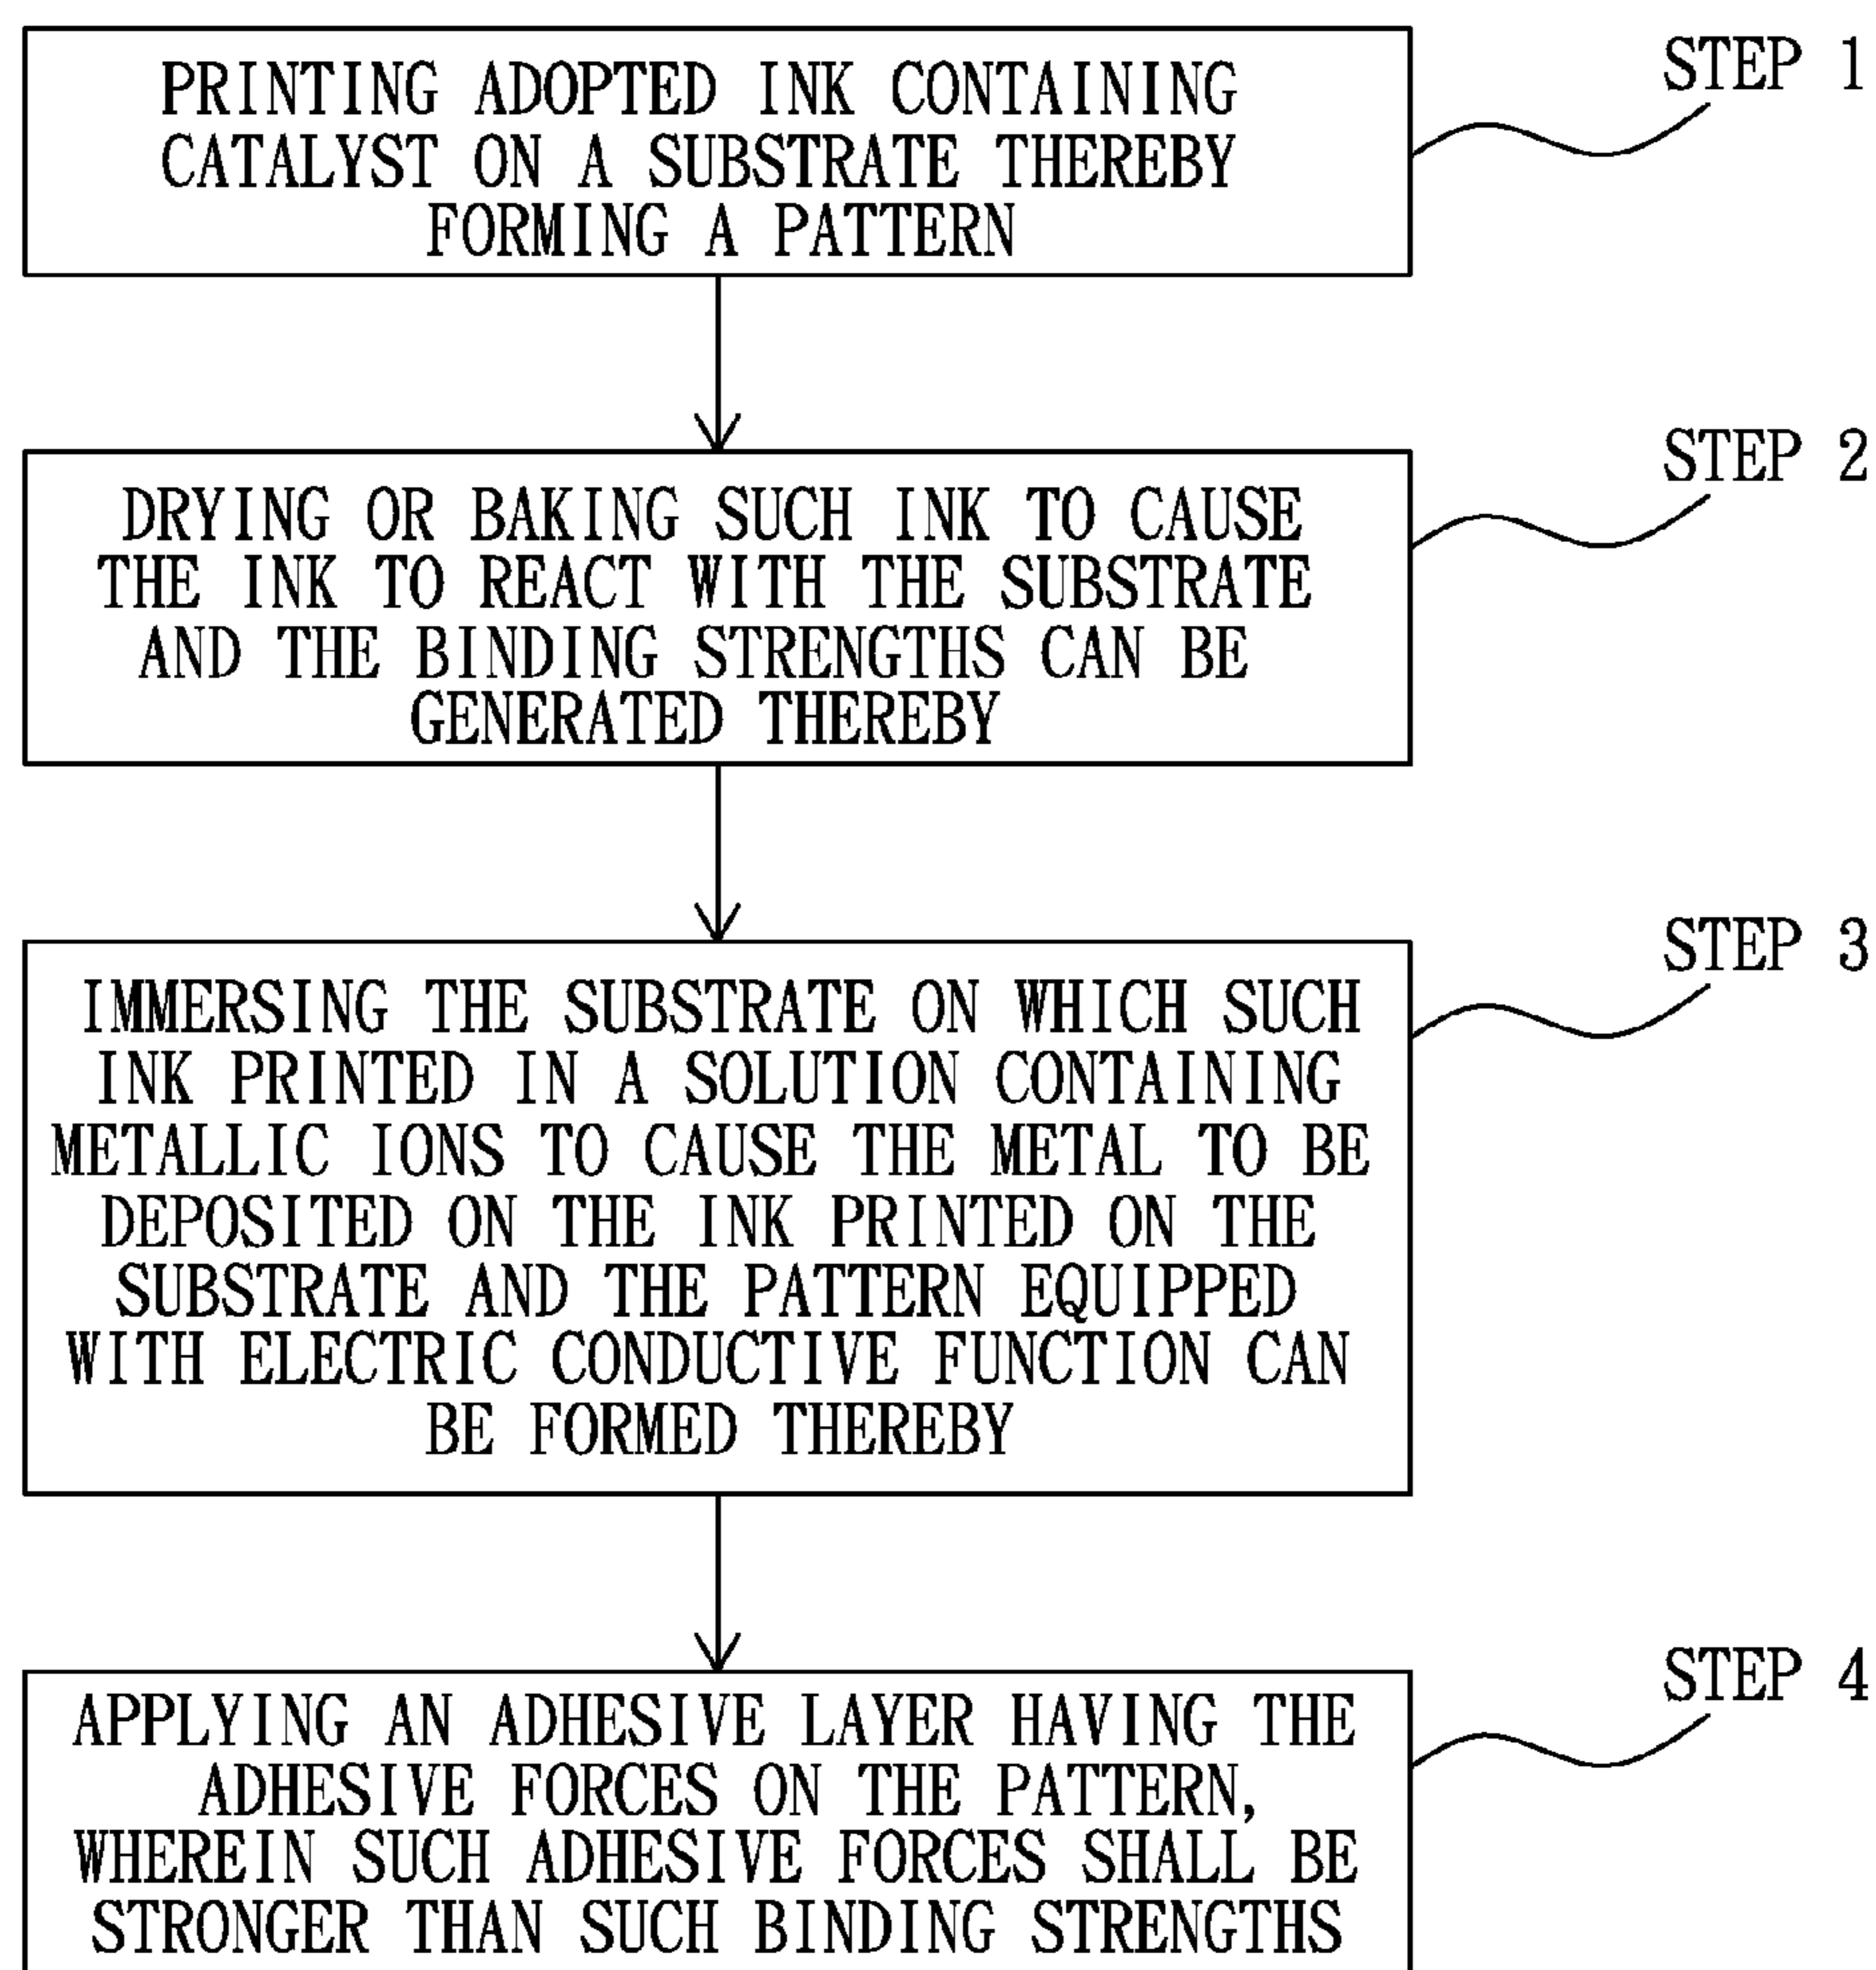 PRINTING ADOPTED INK CONTAINING
CATALYST ON A SUBSTRATE THEREBY
FORMING A PATTERN
STEP 1
DRYING OR BAKING SUCH INK TO CAUSE
THE INK TO REACT WITH THE SUBSTRATE
AND THE BINDING STRENGTHS CAN BE
GENERATED THEREBY
STEP 2
IMMERSING THE SUBSTRATE ON WHICH SUCH
INK PRINTED IN A SOLUTION CONTAINING
METALLIC IONS TO CAUSE THE METAL TO BE
DEPOSITED ON THE INK PRINTED ON THE
SUBSTRATE AND THE PATTERN EQUIPPED
WITH ELECTRIC CONDUCTIVE FUNCTION CAN
BE FORMED THEREBY
STEP 3
APPLYING AN ADHESIVE LAYER HAVING THE
ADHESIVE FORCES ON THE PATTERN,
WHEREIN SUCH ADHESIVE FORCES SHALL BE
STRONGER THAN SUCH BINDING STRENGTHS
STEP 4